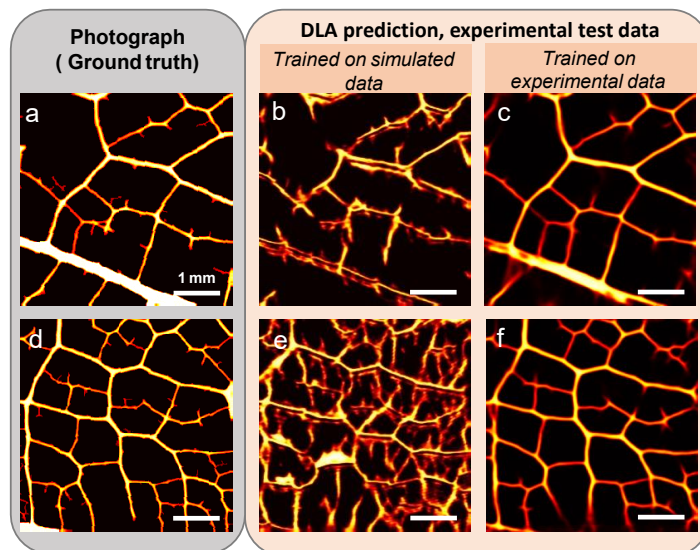 Photograph
( Ground truth)
DLA prediction, experimental test data
Trained on simulated
data
Trained on
experimental data
a
b
c
1 mm
d
e
f